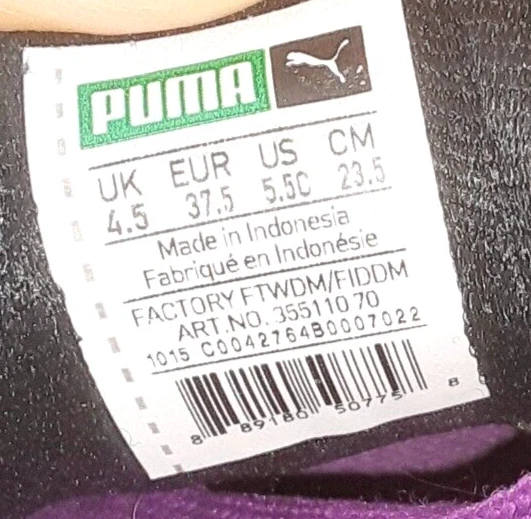 PUMA
UK EUR US CM
4.5 37.5 5.5C 23.5
Made in Indonesia
Fabriqué en Indonésie
FACTORY FTWDM/FIDDM
ART.NO. 355110 70
1015 C0042764B0007022
8 89180 50775 8